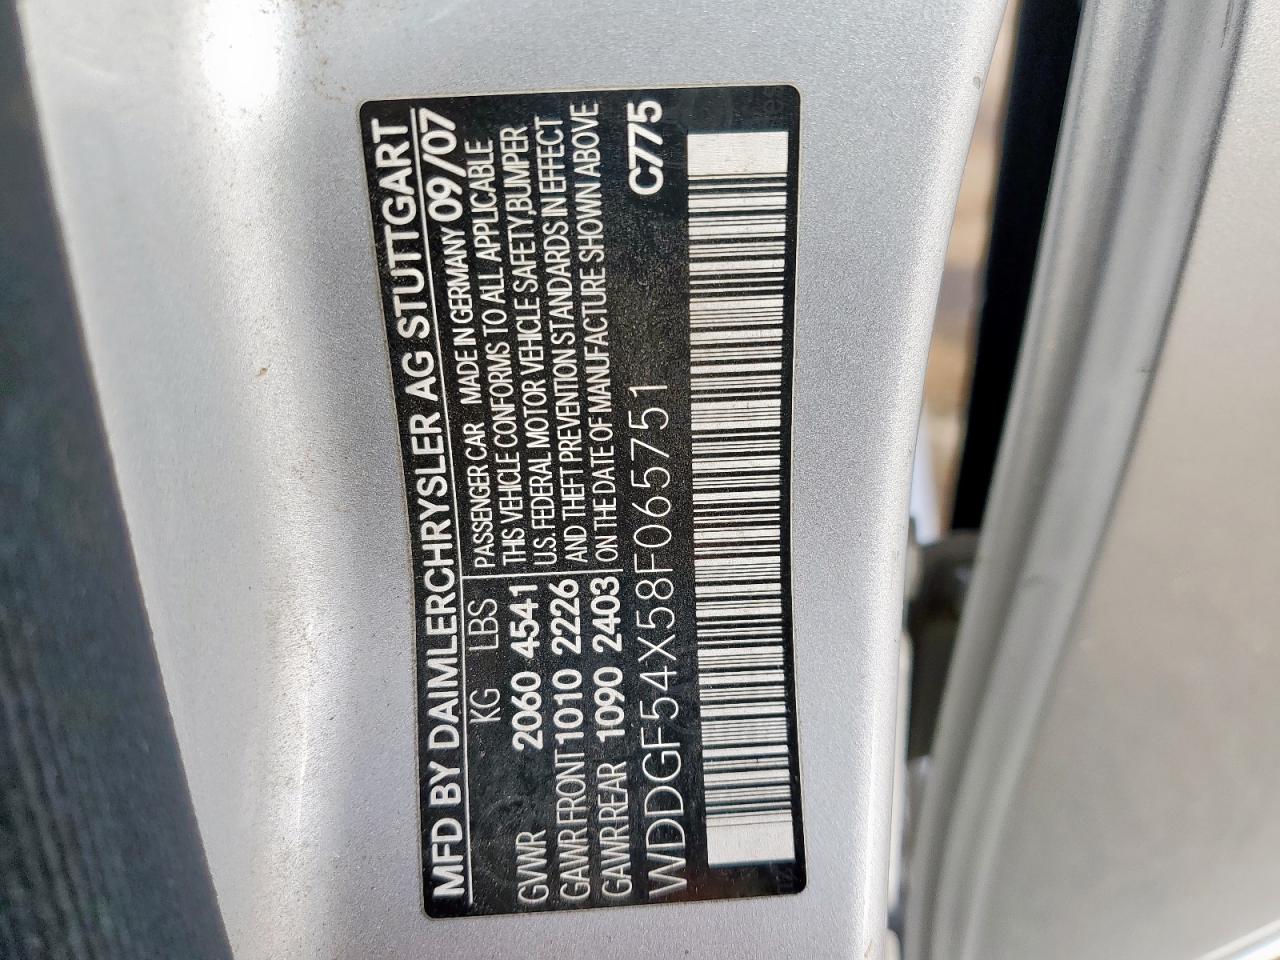 MFD BY DAIMLERCHRYSLER AG STUTTGART
KG LBS PASSENGER CAR MADE IN GERMANY 09/07
THIS VEHICLE CONFORMS TO ALL APPLICABLE
GVWR 2060 4541 U.S. FEDERAL MOTOR VEHICLE SAFETY,BUMPER
GAWR FRONT 1010 2226 AND THEFT PREVENTION STANDARDS IN EFFECT
GAWR REAR 1090 2403 ON THE DATE OF MANUFACTURE SHOWN ABOVE
WDDGF54X58F065751 C775